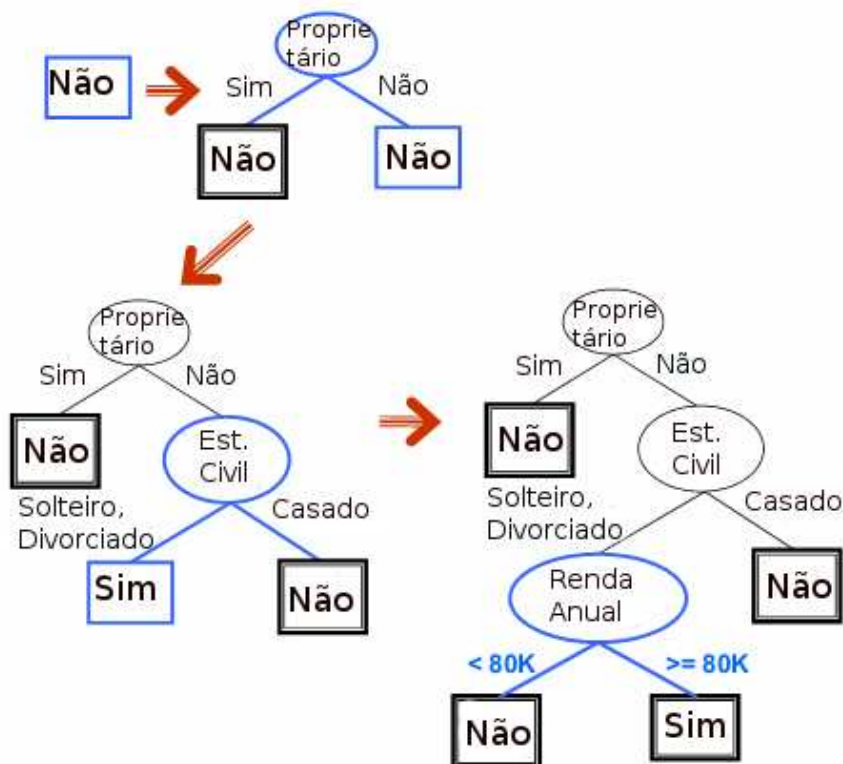 Proprie
tário
Não
Sim
Não
Não
Não
Proprie
tário
Sim
Não
Não
Est.
Civil
Solteiro,
Divorciado
Casado
Sim
Não
Proprie
tário
Sim
Não
Não
Est.
Civil
Solteiro,
Divorciado
Casado
Renda
Anual
Não
< 80K
>= 80K
Não
Sim